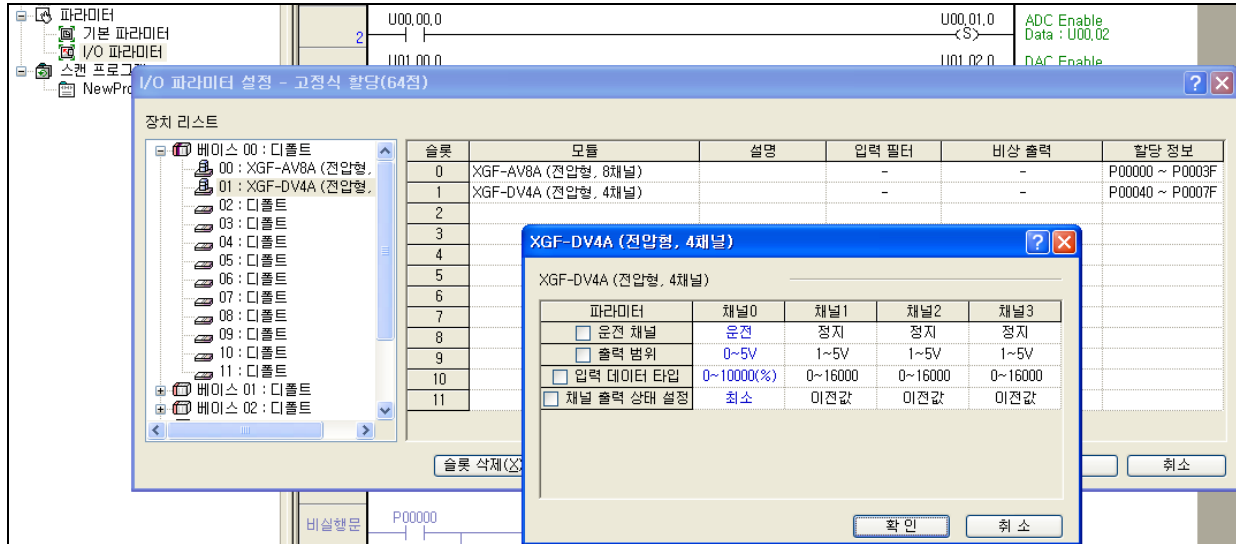 파라미터
기본 파라미터
I/O 파라미터
스캔 프로그
NewPro
2
U00,00,0
U00,01,0
S
ADC Enable
Data : U00,02
U01,00,0
U01,02,0
DAC Enable
I/O 파라미터 설정 - 고정식 할당(64점)
장치 리스트
베이스 00 : 디폴트
00 : XGF-AV8A (전압형,
01 : XGF-DV4A (전압형,
02 : 디폴트
03 : 디폴트
04 : 디폴트
05 : 디폴트
06 : 디폴트
07 : 디폴트
08 : 디폴트
09 : 디폴트
10 : 디폴트
11 : 디폴트
베이스 01 : 디폴트
베이스 02 : 디폴트
슬롯 모듈 설명 입력 필터 비상 출력 할당 정보
0 XGF-AV8A (전압형, 8채널) - - P00000 ~ P0003F
1 XGF-DV4A (전압형, 4채널) - - P00040 ~ P0007F
2
3
4
5
6
7
8
9
10
11
슬롯 삭제(X)
취소
XGF-DV4A (전압형, 4채널)
XGF-DV4A (전압형, 4채널)
파라미터 채널0 채널1 채널2 채널3
운전 채널 운전 정지 정지 정지
출력 범위 0~5V 1~5V 1~5V 1~5V
입력 데이터 타입 0~10000(%) 0~16000 0~16000 0~16000
채널 출력 상태 설정 최소 이전값 이전값 이전값
확인 취소
비실행문
P00000